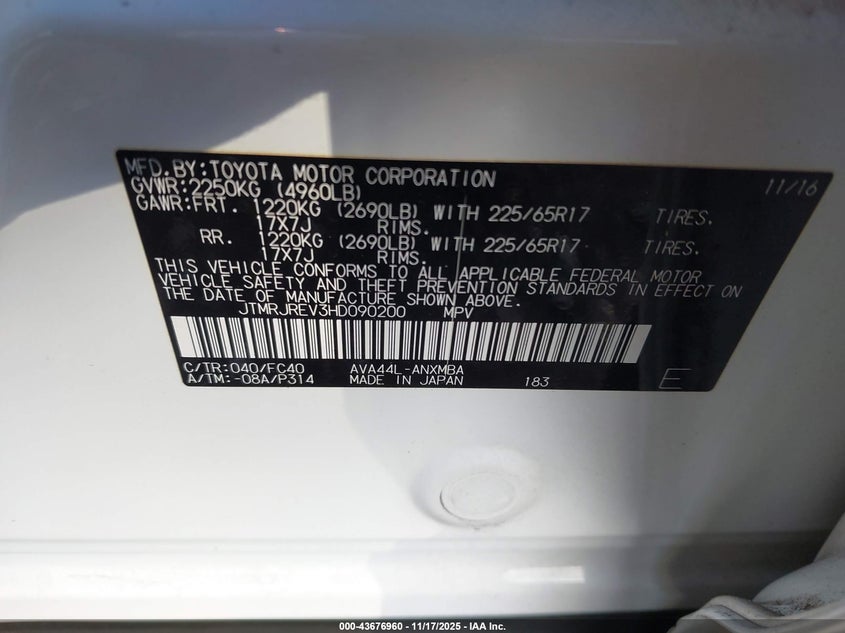 MFD.BY:TOYOTA MOTOR CORPORATION 11/16
GVWR:2250KG (4960LB)
GAWR:FRT. 1220KG (2690LB) WITH 225/65R17 TIRES.
17X7J RIMS.
RR. 1220KG (2690LB) WITH 225/65R17 TIRES.
17X7J RIMS.
THIS VEHICLE CONFORMS TO ALL APPLICABLE FEDERAL MOTOR
VEHICLE SAFETY AND THEFT PREVENTION STANDARDS IN EFFECT ON
THE DATE OF MANUFACTURE SHOWN ABOVE.
JTMRJREV3HD090200 MPV
C/TR:040/FC40 AVA44L-ANXMBA
A/TM:-08A/P314 MADE IN JAPAN 183 E
000-43676960 - 11/17/2025 - IAA Inc.